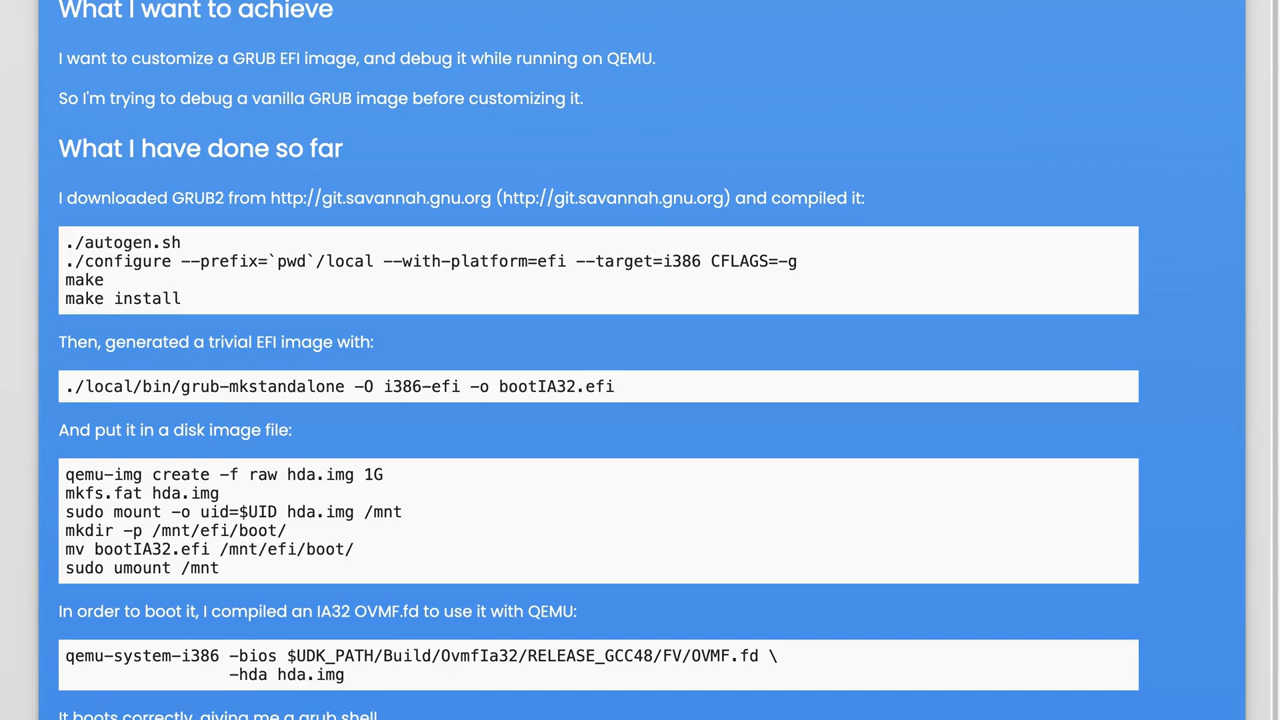 What I want to achieve
I want to customize a GRUB EFI image, and debug it while running on QEMU.
So I'm trying to debug a vanilla GRUB image before customizing it.
What I have done so far
I downloaded GRUB2 from http://git.savannah.gnu.org (http://git.savannah.gnu.org) and compiled it:
./autogen.sh
./configure --prefix=`pwd`/local --with-platform=efi --target=i386 CFLAGS=-g
make
make install
Then, generated a trivial EFI image with:
./local/bin/grub-mkstandalone -O i386-efi -o bootIA32.efi
And put it in a disk image file:
qemu-img create -f raw hda.img 1G
mkfs.fat hda.img
sudo mount -o uid=$UID hda.img /mnt
mkdir -p /mnt/efi/boot/
mv bootIA32.efi /mnt/efi/boot/
sudo umount /mnt
In order to boot it, I compiled an IA32 OVMF.fd to use it with QEMU:
qemu-system-i386 -bios $UDK_PATH/Build/OvmfIa32/RELEASE_GCC48/FV/OVMF.fd \
-hda hda.img
It boots correctly, giving me a grub shell